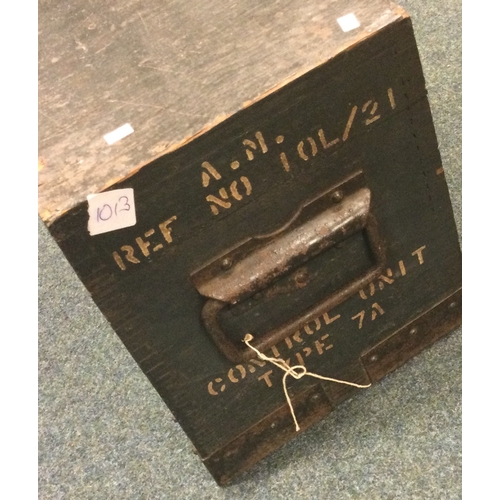 A.M.
REF NO 10L/21
1013
CONTROL UNIT
TYPE 7A